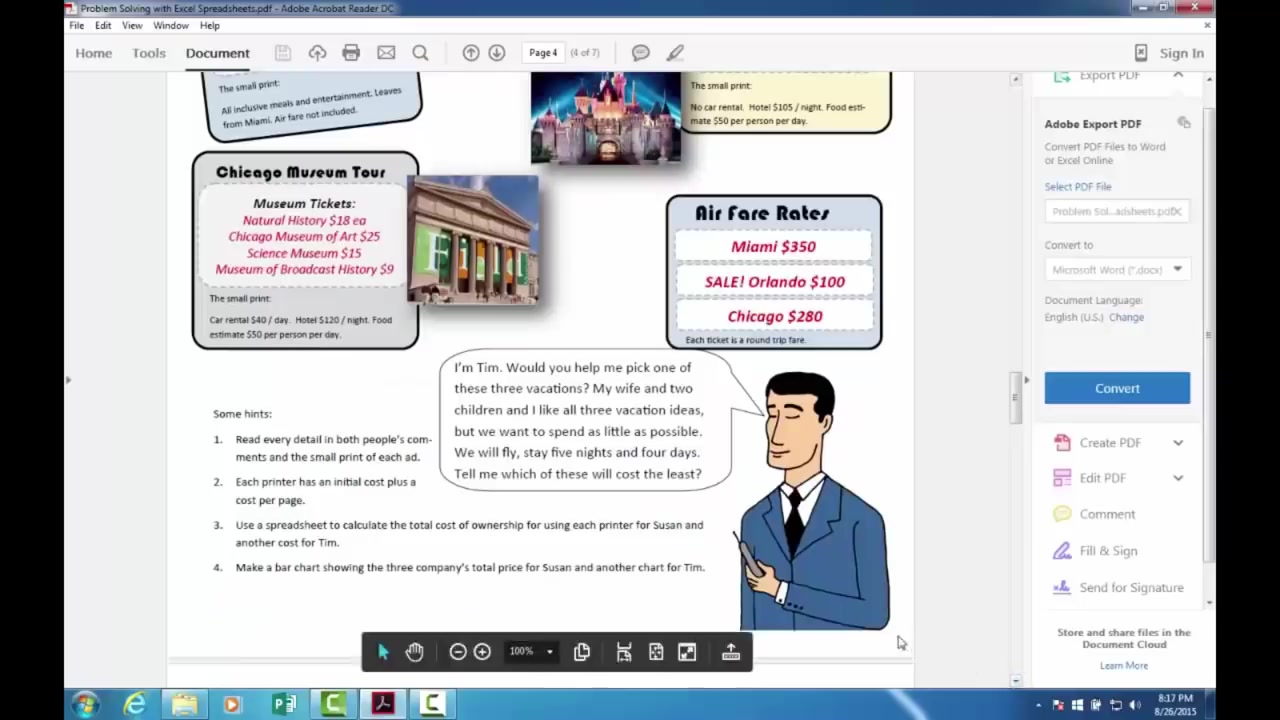 Problem Solving with Excel Spreadsheets.pdf - Adobe Acrobat Reader DC
File Edit View Window Help
Home Tools Document Page 4 (4 of 7) Sign In
The small print:
All inclusive meals and entertainment. Leaves
from Miami. Air fare not included.
The small print:
No car rental. Hotel $105 / night. Food esti-
mate $50 per person per day.
Chicago Museum Tour
Museum Tickets:
Natural History $18 ea
Chicago Museum of Art $25
Science Museum $15
Museum of Broadcast History $9
The small print:
Car rental $40 / day. Hotel $120 / night. Food
estimate $50 per person per day.
Air Fare Rates
Miami $350
SALE! Orlando $100
Chicago $280
Each ticket is a round trip fare.
I'm Tim. Would you help me pick one of
these three vacations? My wife and two
children and I like all three vacation ideas,
but we want to spend as little as possible.
We will fly, stay five nights and four days.
Tell me which of these will cost the least?
Some hints:
1. Read every detail in both people's com-
ments and the small print of each ad.
2. Each printer has an initial cost plus a
cost per page.
3. Use a spreadsheet to calculate the total cost of ownership for using each printer for Susan and
another cost for Tim.
4. Make a bar chart showing the three company's total price for Susan and another chart for Tim.
100%
Export PDF
Adobe Export PDF
Convert PDF Files to Word
or Excel Online
Select PDF File
Problem Sol...adsheets.pdf
Convert to
Microsoft Word (*.docx)
Document Language:
English (U.S.) Change
Convert
Create PDF
Edit PDF
Comment
Fill & Sign
Send for Signature
Store and share files in the
Document Cloud
Learn More
8:17 PM
8/26/2015